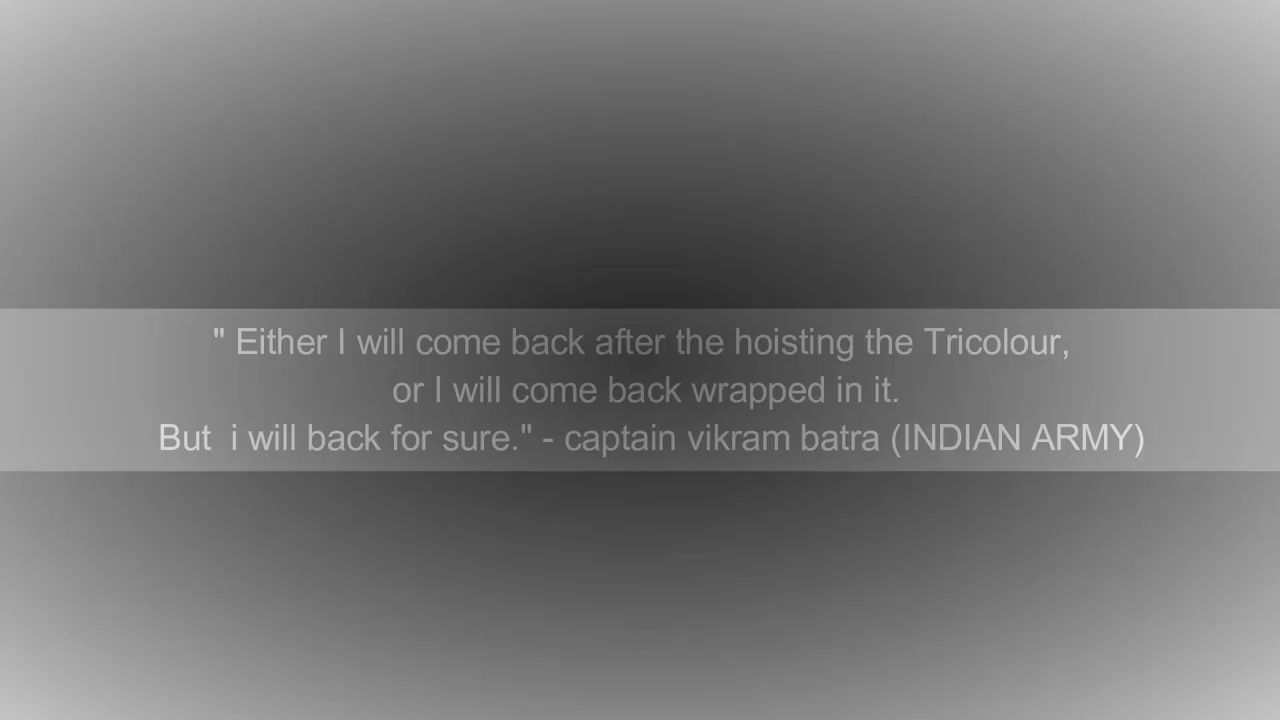 " Either I will come back after the hoisting the Tricolour,
or I will come back wrapped in it.
But  i will back for sure." - captain vikram batra (INDIAN ARMY)